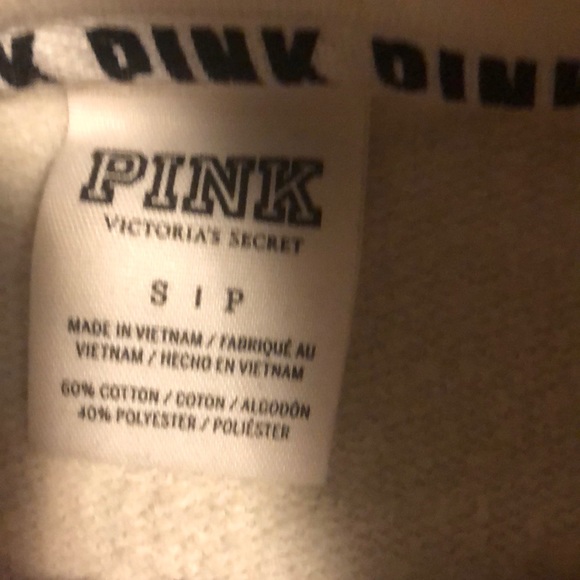 K PINK PINK
PINK
VICTORIA'S SECRET
S | P
MADE IN VIETNAM / FABRIQUÉ AU
VIETNAM / HECHO EN VIETNAM
60% COTTON / COTON / ALGODÓN
40% POLYESTER / POLIÉSTER